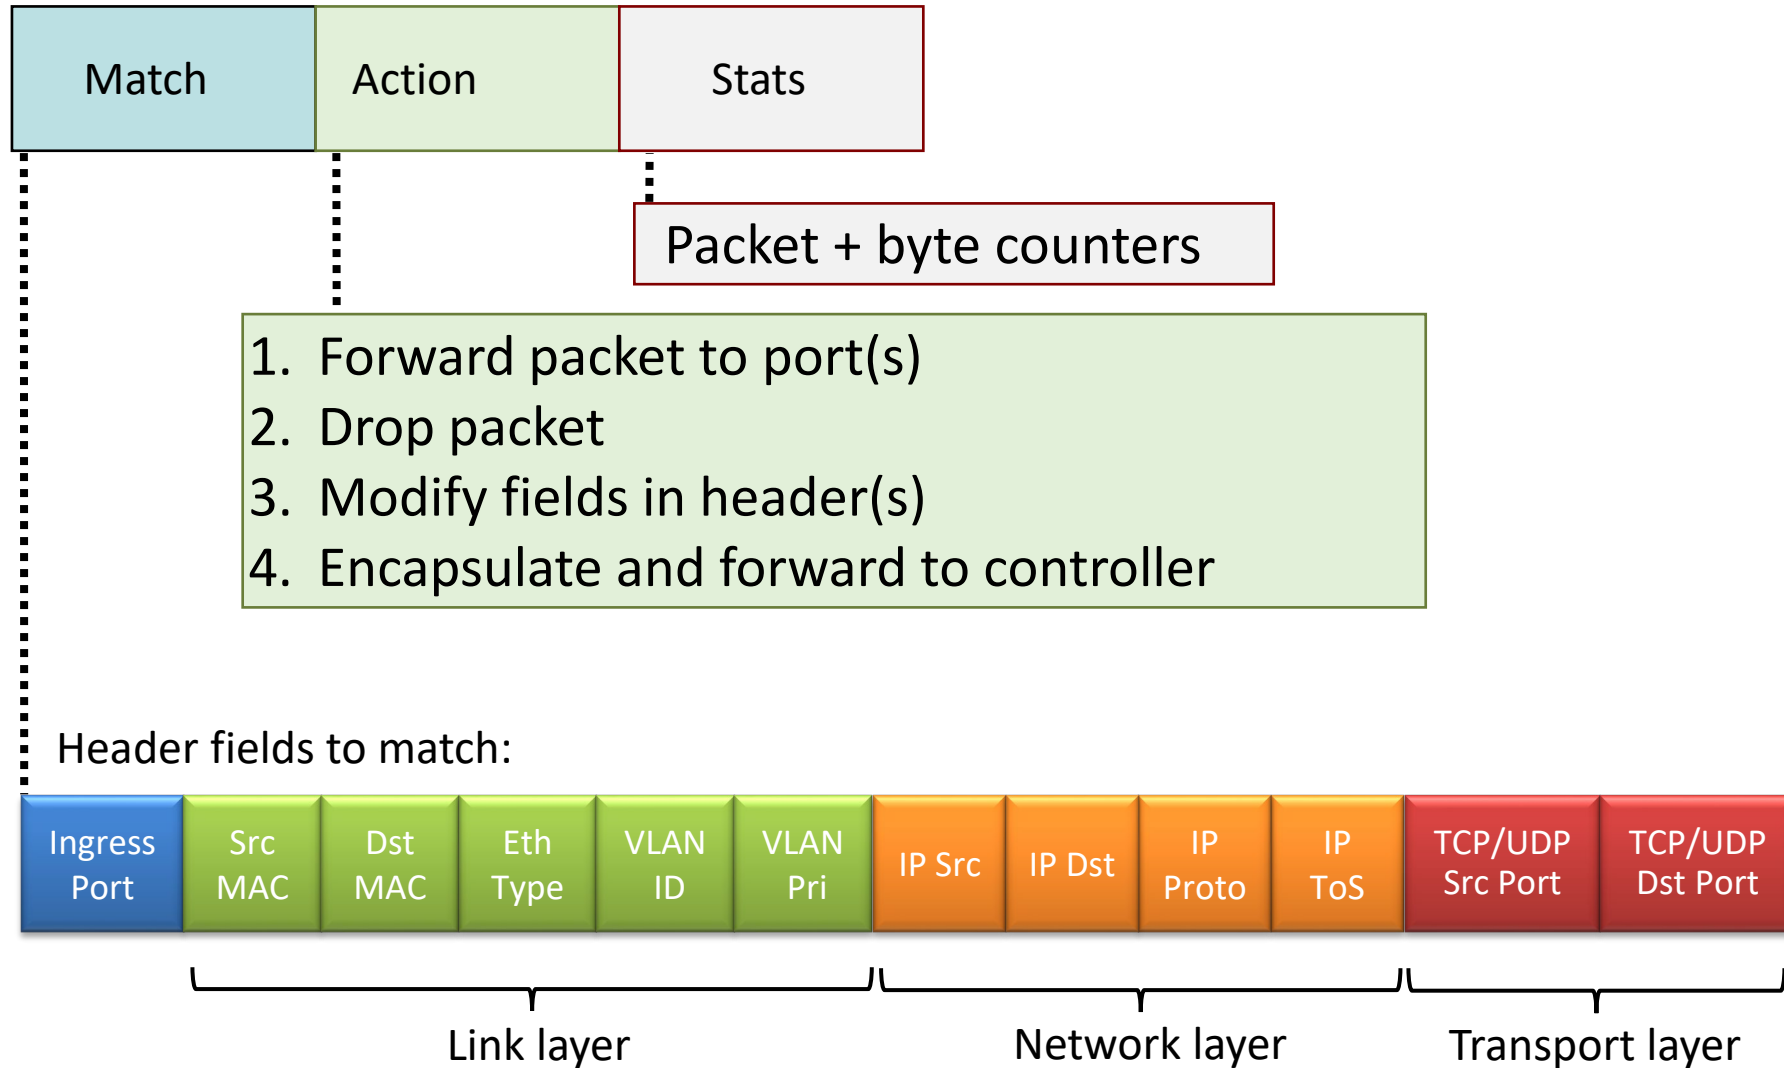 Match
Action
Stats
Packet + byte counters
1. Forward packet to port(s)
2. Drop packet
3. Modify fields in header(s)
4. Encapsulate and forward to controller
Header fields to match:
Ingress
Port
Src
MAC
Dst
MAC
Eth
Type
VLAN
ID
VLAN
Pri
IP Src
IP Dst
IP
Proto
IP
ToS
TCP/UDP
Src Port
TCP/UDP
Dst Port
Link layer
Network layer
Transport layer